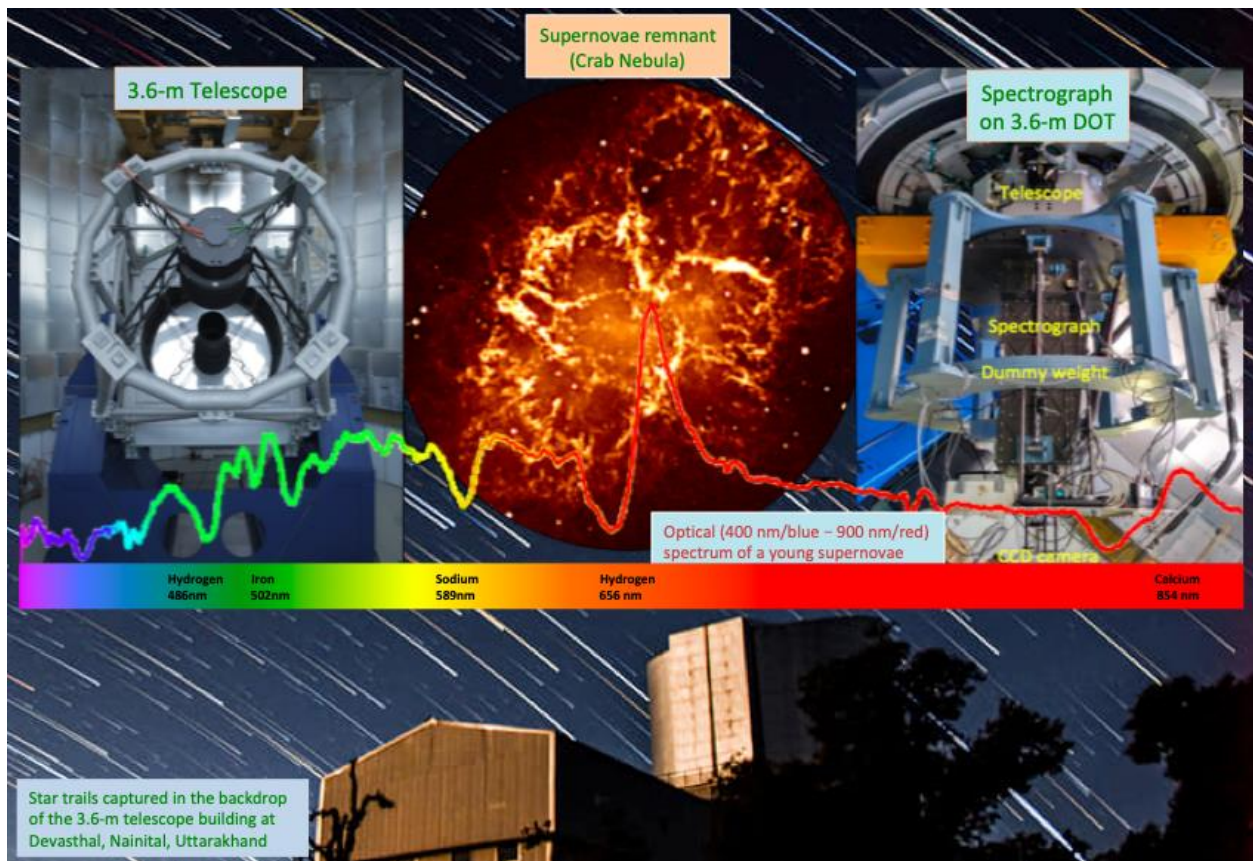 Supernovae remnant
(Crab Nebula)
3.6-m Telescope
Spectrograph
on 3.6-m DOT
Telescope
Spectrograph
Dummy weight
Optical (400 nm/blue – 900 nm/red)
spectrum of a young supernovae
CCD camera
Hydrogen
486nm
Iron
502nm
Sodium
589nm
Hydrogen
656 nm
Calcium
854 nm
Star trails captured in the backdrop
of the 3.6-m telescope building at
Devasthal, Nainital, Uttarakhand